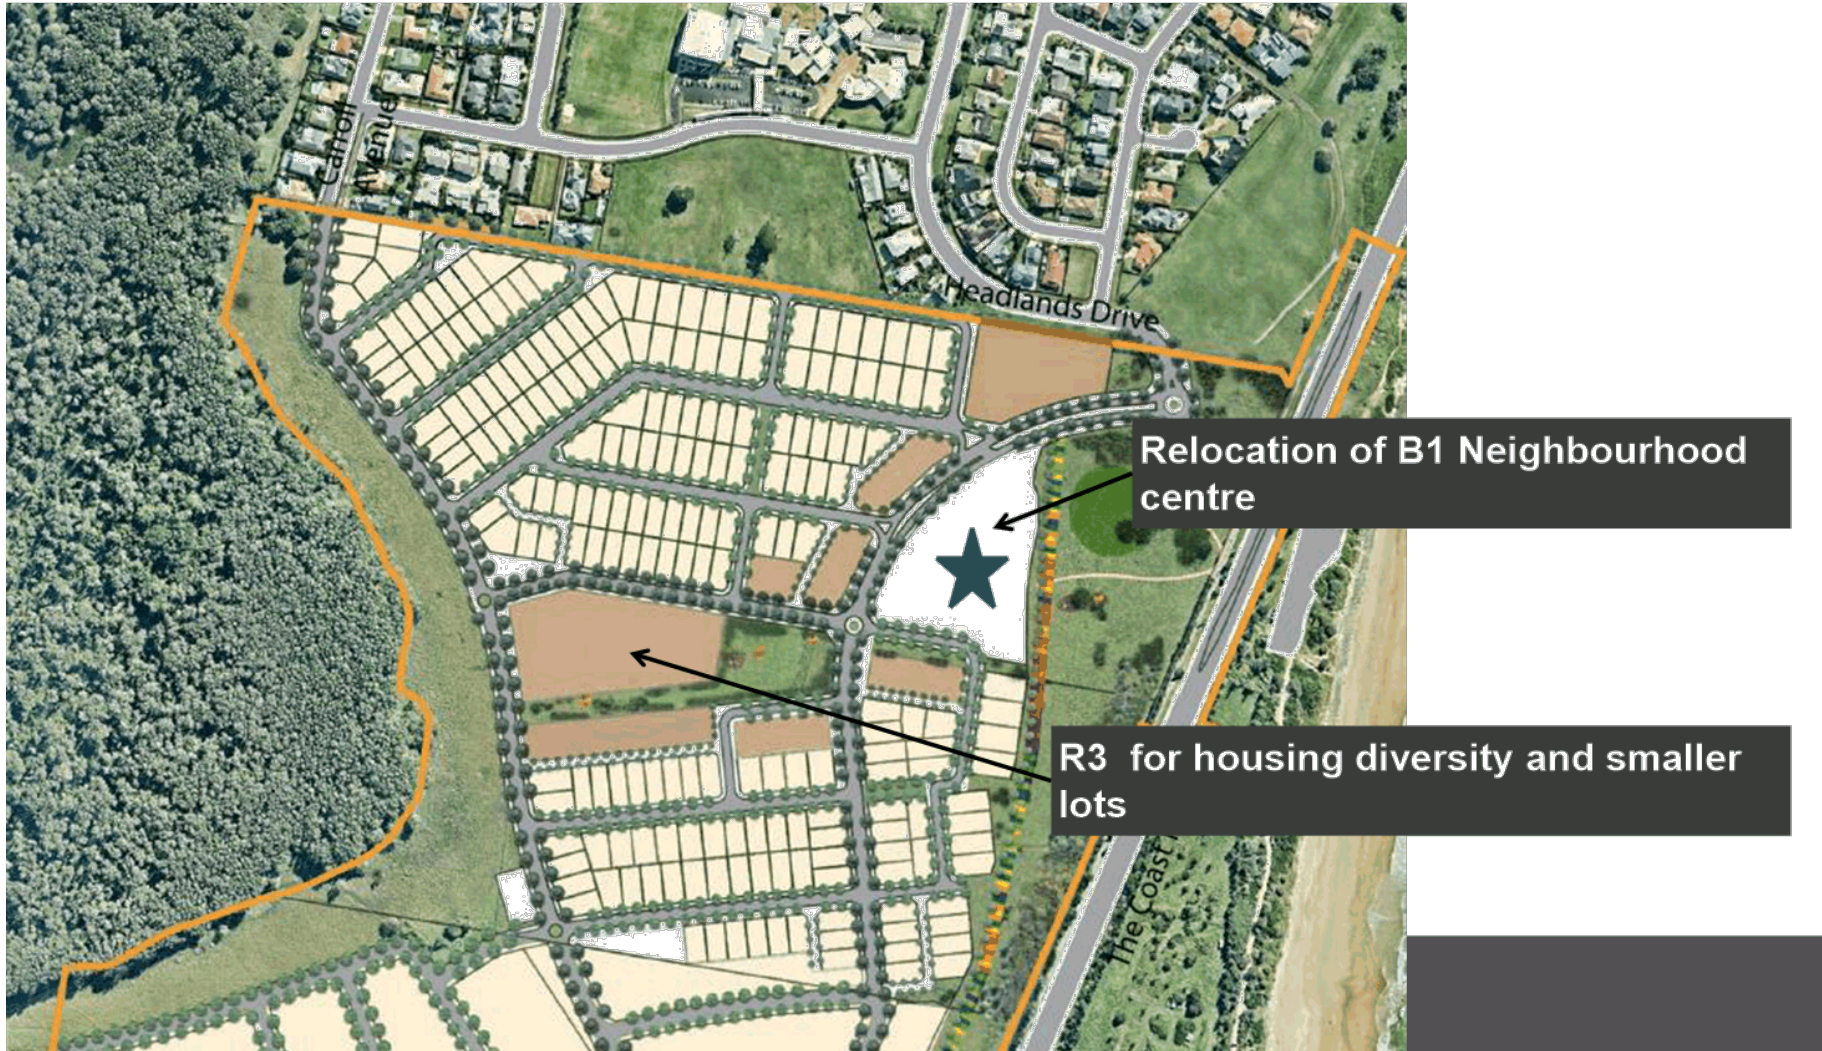 Carroll
Avenue
Headlands Drive
Relocation of B1 Neighbourhood
centre
R3  for housing diversity and smaller
lots
The Coast